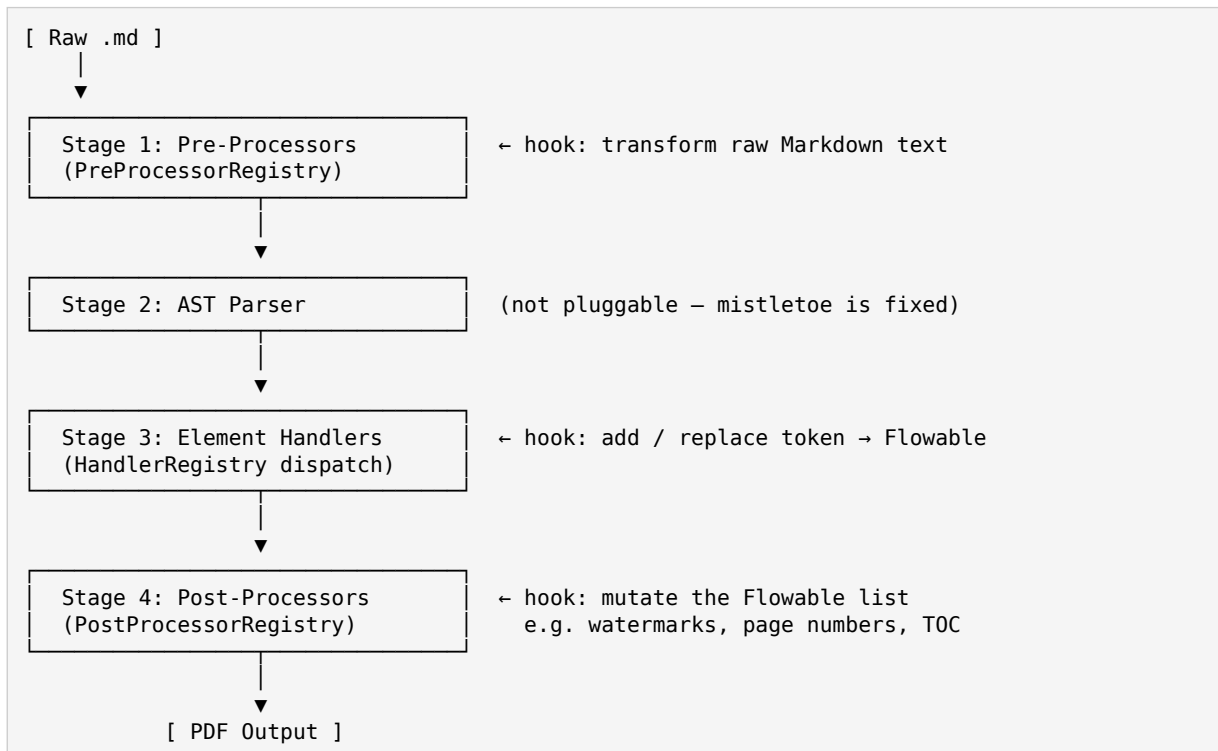 [ Raw .md ]
Stage 1: Pre-Processors ← hook: transform raw Markdown text
(PreProcessorRegistry)
Stage 2: AST Parser (not pluggable — mistletoe is fixed)
Stage 3: Element Handlers ← hook: add / replace token → Flowable
(HandlerRegistry dispatch)
Stage 4: Post-Processors ← hook: mutate the Flowable list
(PostProcessorRegistry) e.g. watermarks, page numbers, TOC
[ PDF Output ]